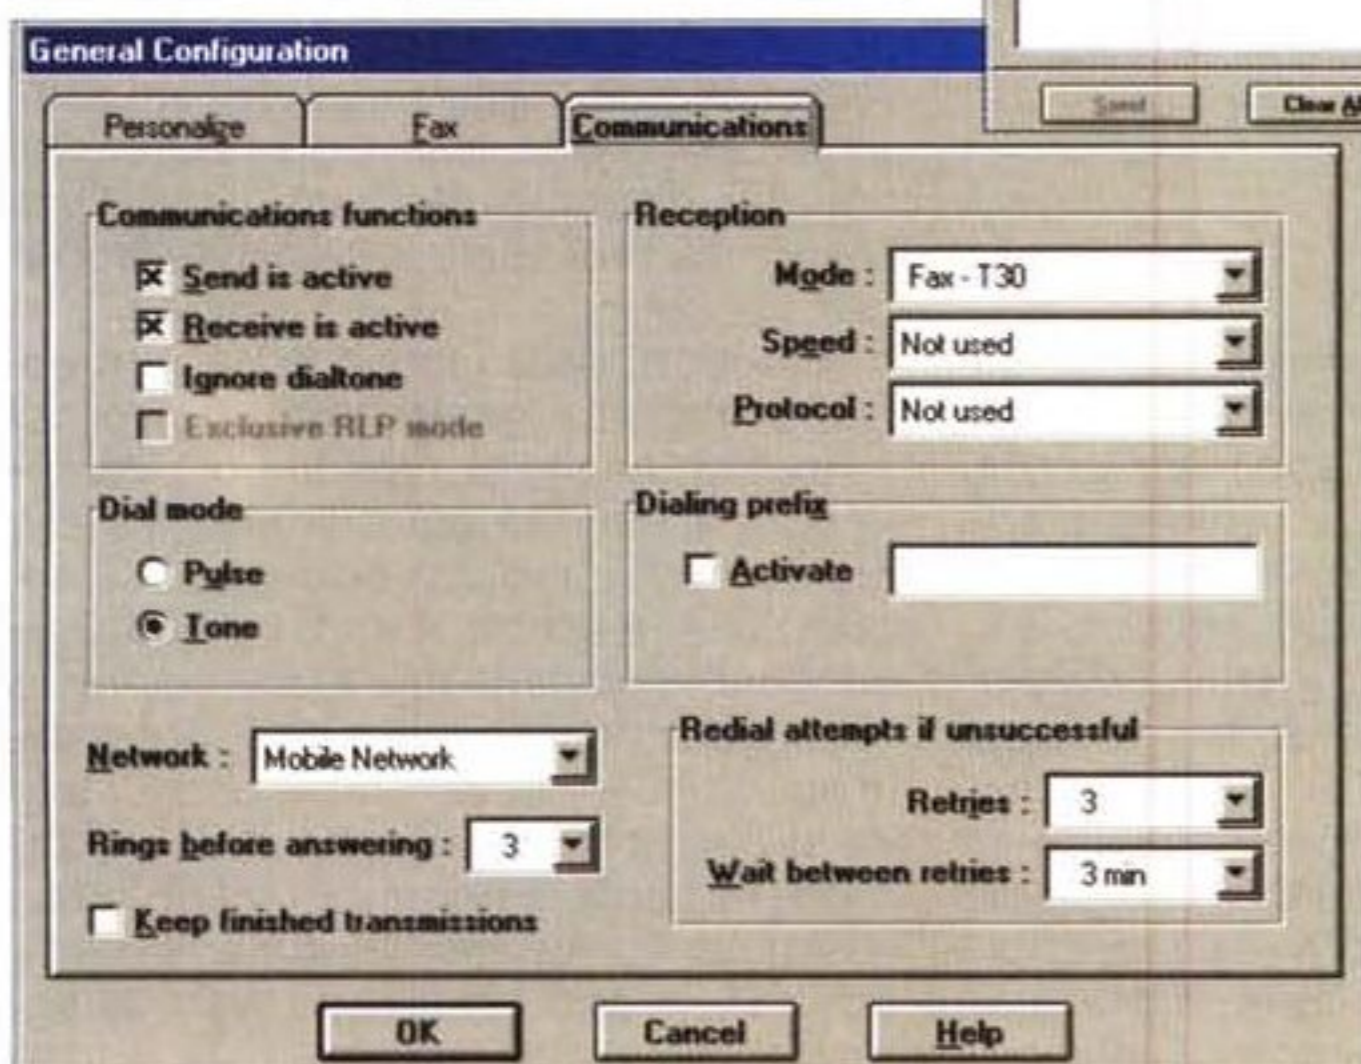 General Configuration
Send
Clear Al
Personalize
Fax
Communications
Communications functions
Send is active
Receive is active
Ignore dialtone
Exclusive RLP mode
Reception
Mode : Fax - T30
Speed : Not used
Protocol : Not used
Dial mode
Pulse
Tone
Dialing prefix
Activate
Network : Mobile Network
Rings before answering : 3
Keep finished transmissions
Redial attempts if unsuccessful
Retries : 3
Wait between retries : 3 min
OK
Cancel
Help